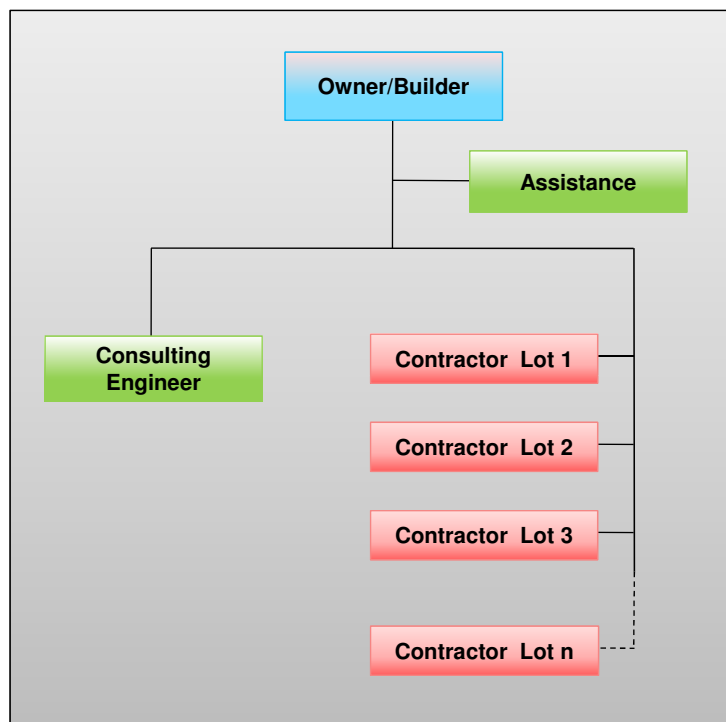 Owner/Builder
Assistance
Consulting
Engineer
Contractor Lot 1
Contractor Lot 2
Contractor Lot 3
Contractor Lot n